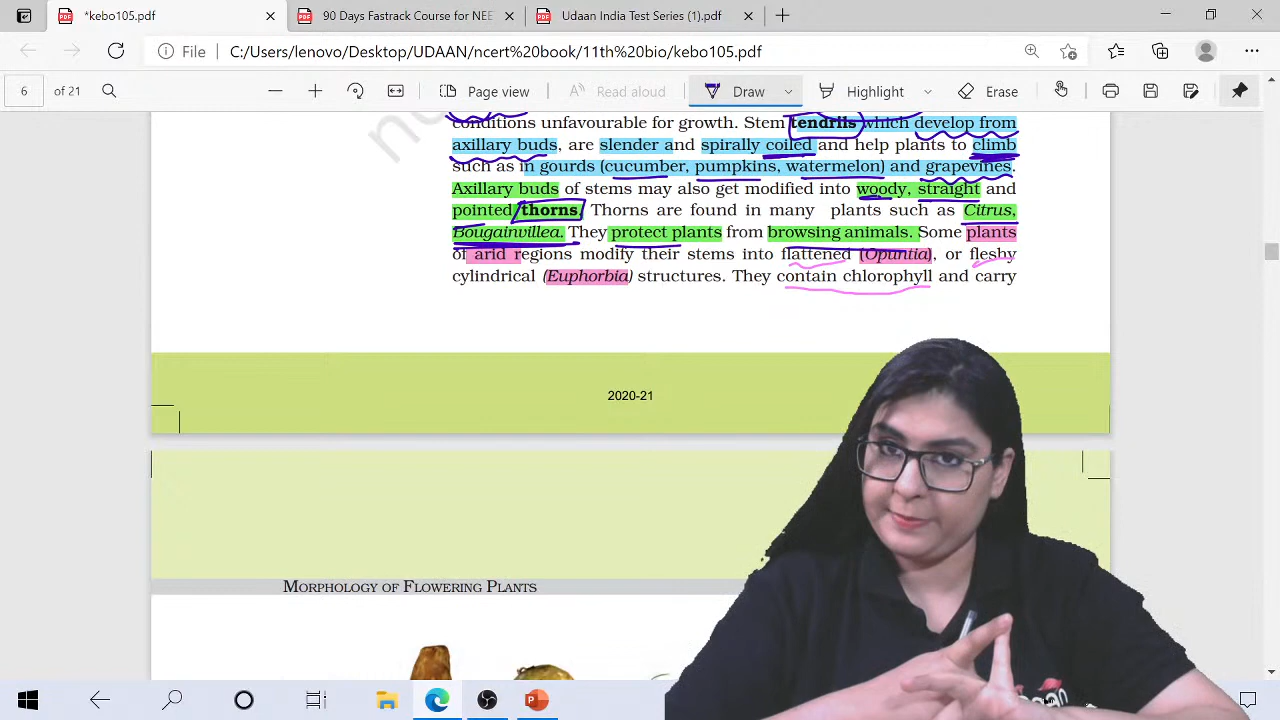 *kebo105.pdf
90 Days Fastrack Course for NEET
Udaan India Test Series (1).pdf
File
C:/Users/lenovo/Desktop/UDAAN/ncert%20book/11th%20bio/kebo105.pdf
6 of 21
Page view
Read aloud
Draw
Highlight
Erase
conditions unfavourable for growth. Stem tendrils which develop from
axillary buds, are slender and spirally coiled and help plants to climb
such as in gourds (cucumber, pumpkins, watermelon) and grapevines.
Axillary buds of stems may also get modified into woody, straight and
pointed thorns. Thorns are found in many plants such as Citrus,
Bougainvillea. They protect plants from browsing animals. Some plants
of arid regions modify their stems into flattened (Opuntia), or fleshy
cylindrical (Euphorbia) structures. They contain chlorophyll and carry
2020-21
MORPHOLOGY OF FLOWERING PLANTS